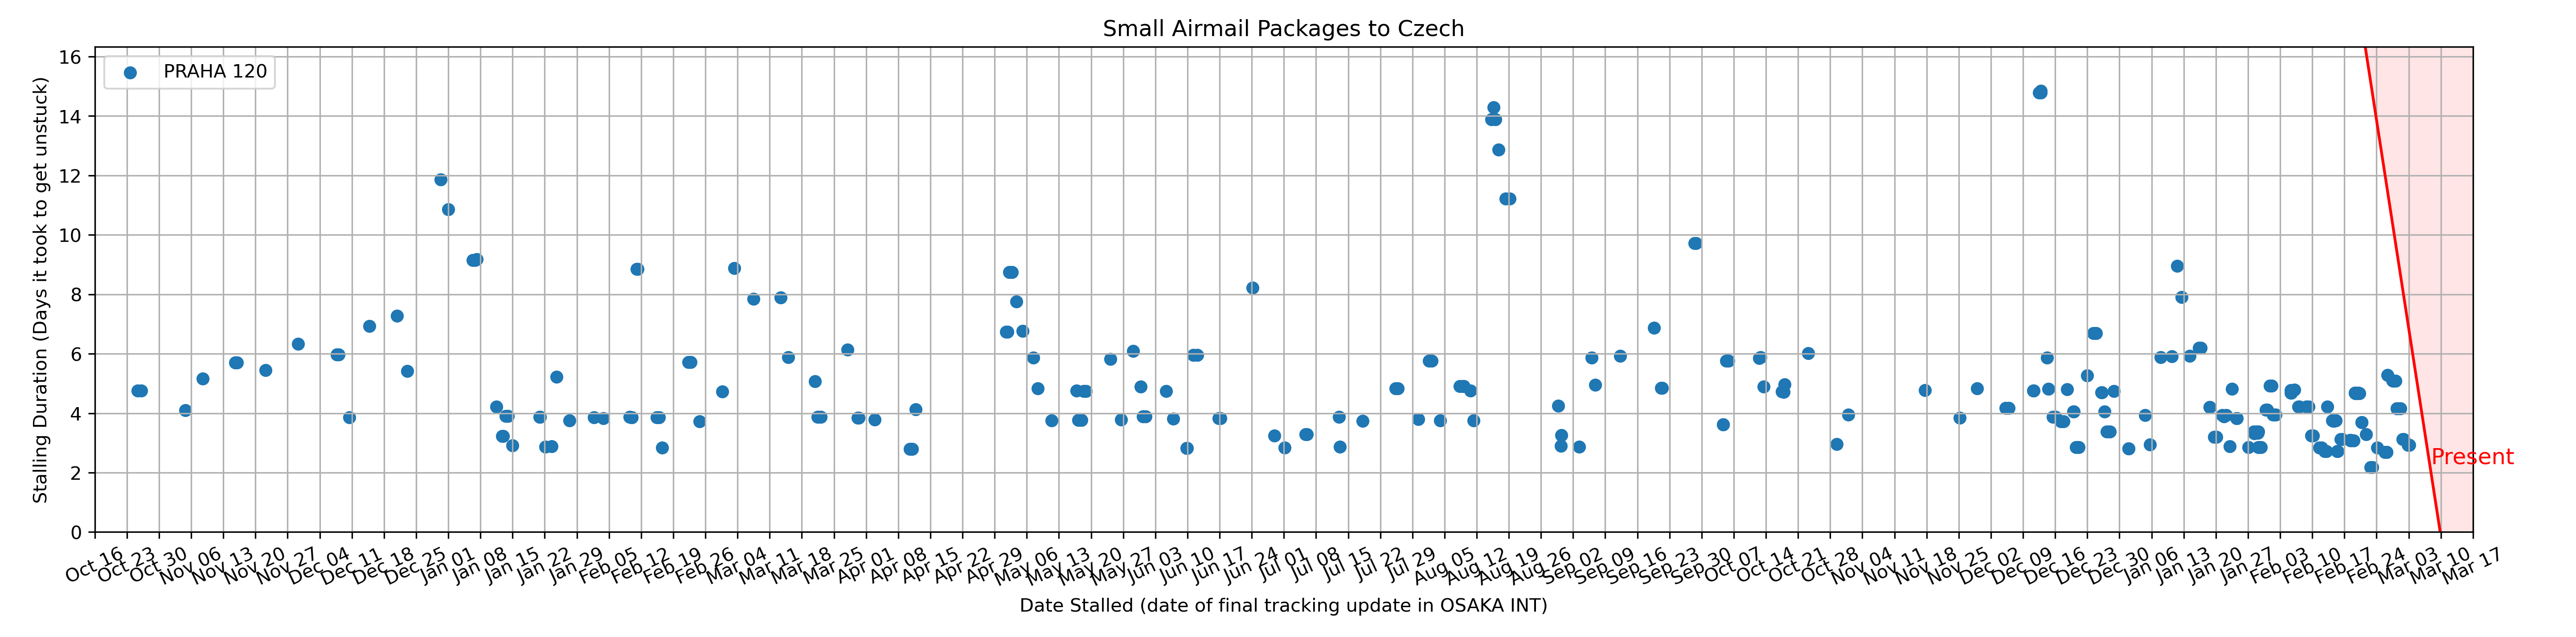 Small Airmail Packages to Czech
PRAHA 120
Stalling Duration (Days it took to get unstuck)
16
14
12
10
8
6
4
2
0
Present
Oct 16 Oct 23 Oct 30 Nov 06 Nov 13 Nov 20 Nov 27 Dec 04 Dec 11 Dec 18 Dec 25 Jan 01 Jan 08 Jan 15 Jan 22 Jan 29 Feb 05 Feb 12 Feb 19 Feb 26 Mar 04 Mar 11 Mar 18 Mar 25 Apr 01 Apr 08 Apr 15 Apr 22 Apr 29 May 06 May 13 May 20 May 27 Jun 03 Jun 10 Jun 17 Jun 24 Jul 01 Jul 08 Jul 15 Jul 22 Jul 29 Aug 05 Aug 12 Aug 19 Aug 26 Sep 02 Sep 09 Sep 16 Sep 23 Sep 30 Oct 07 Oct 14 Oct 21 Oct 28 Nov 04 Nov 11 Nov 18 Nov 25 Dec 02 Dec 09 Dec 16 Dec 23 Dec 30 Jan 06 Jan 13 Jan 20 Jan 27 Feb 03 Feb 10 Feb 17 Feb 24 Mar 03 Mar 10 Mar 17
Date Stalled (date of final tracking update in OSAKA INT)